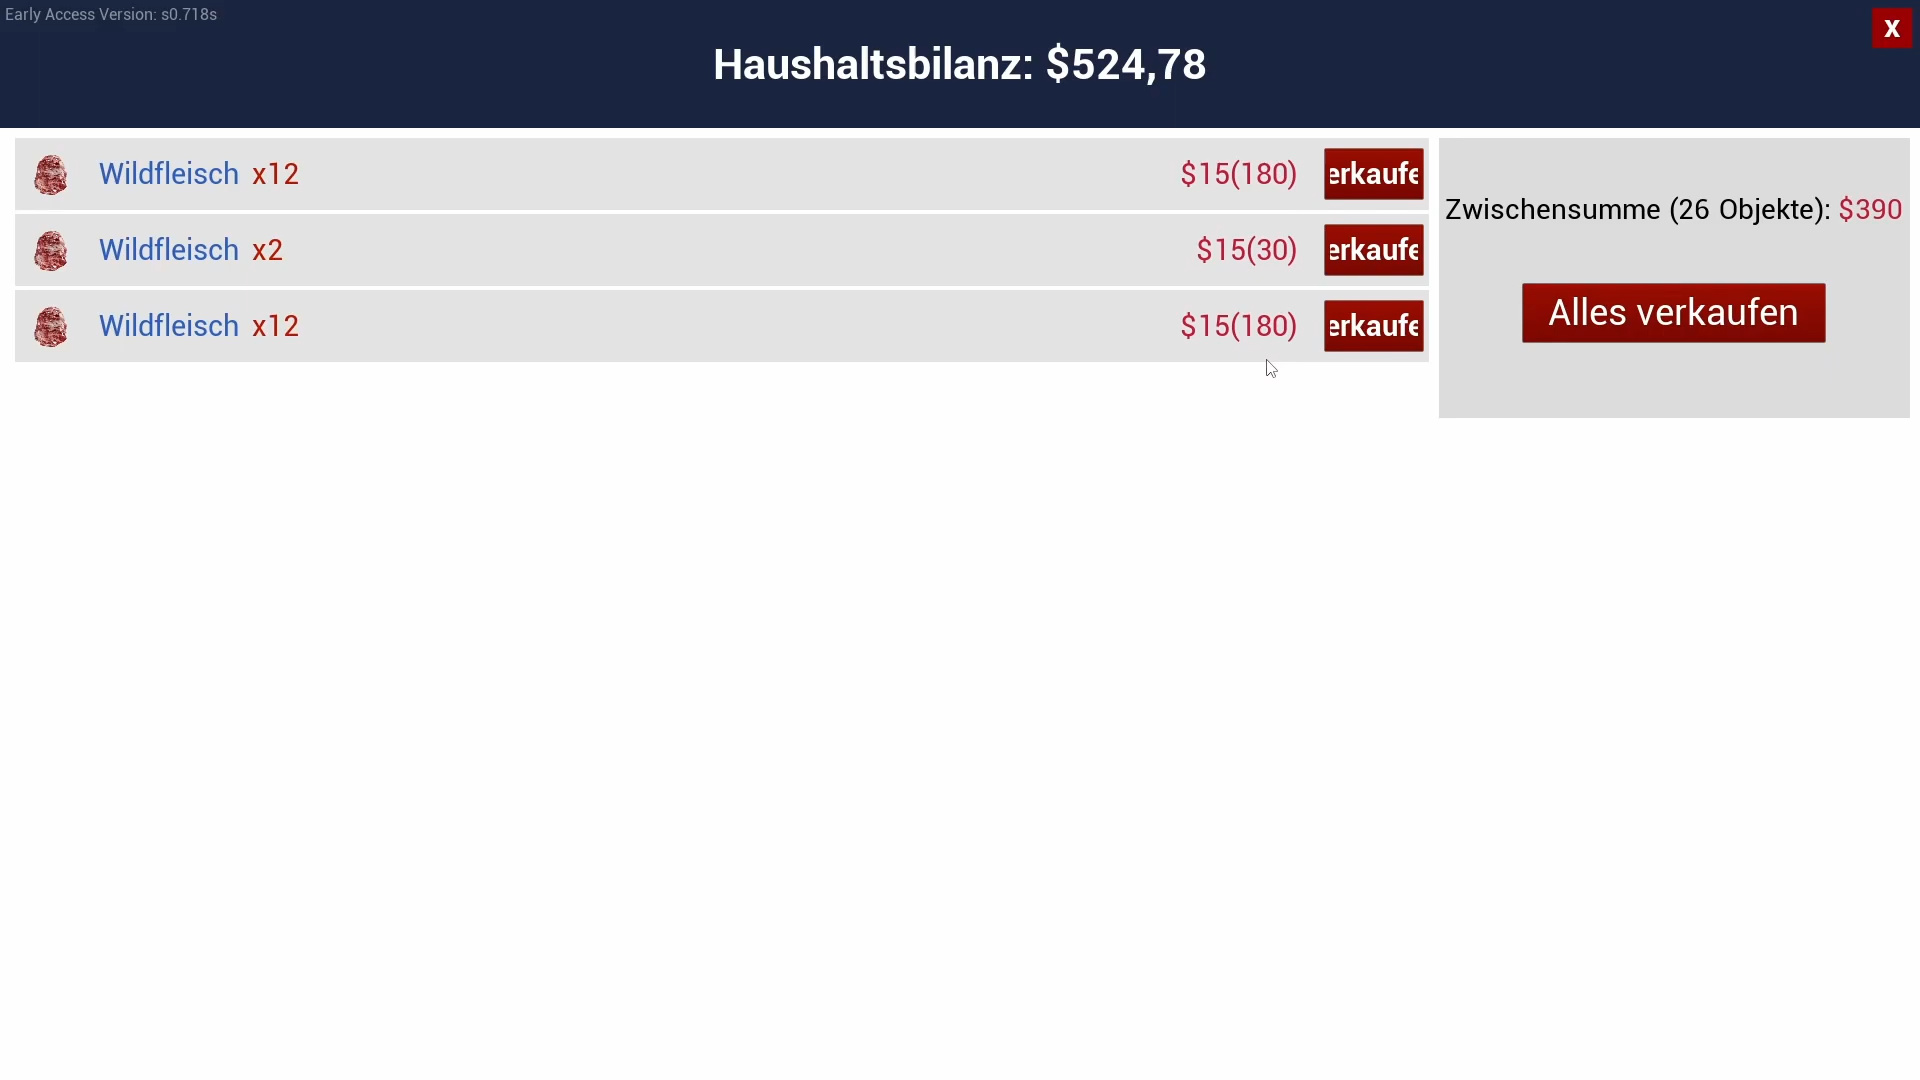 Early Access Version: s0.718s
X
Haushaltsbilanz: $524,78
Wildfleisch x12 $15(180) erkaufe
Wildfleisch x2 $15(30) erkaufe
Wildfleisch x12 $15(180) erkaufe
Zwischensumme (26 Objekte): $390
Alles verkaufen